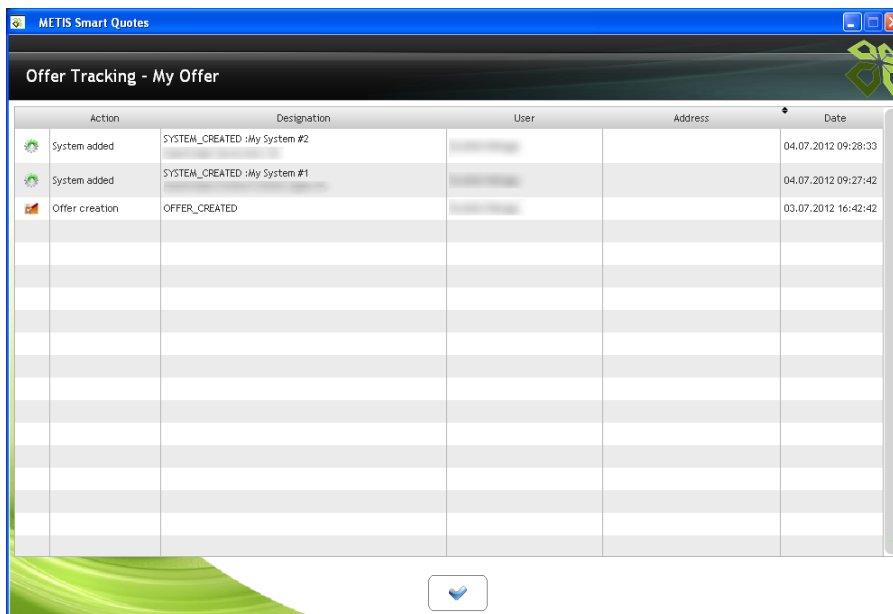 METIS Smart Quotes
Offer Tracking - My Offer
Action Designation User Address Date
System added SYSTEM_CREATED :My System #2 04.07.2012 09:28:33
System added SYSTEM_CREATED :My System #1 04.07.2012 09:27:42
Offer creation OFFER_CREATED 03.07.2012 16:42:42